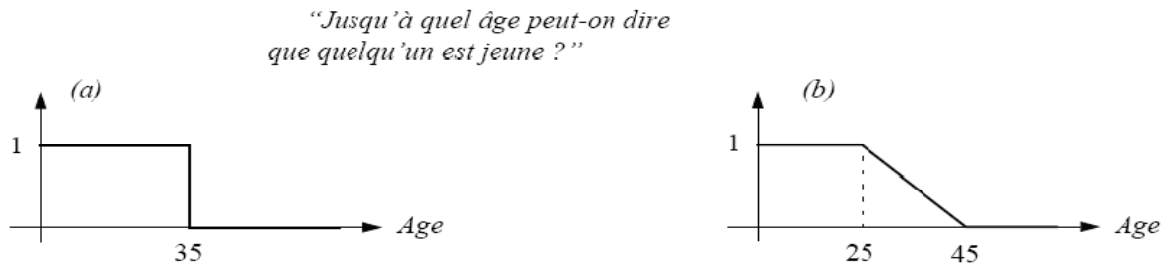 “Jusqu’à quel âge peut-on dire
que quelqu’un est jeune ?”
(a)
1
Age
35
(b)
1
Age
25
45